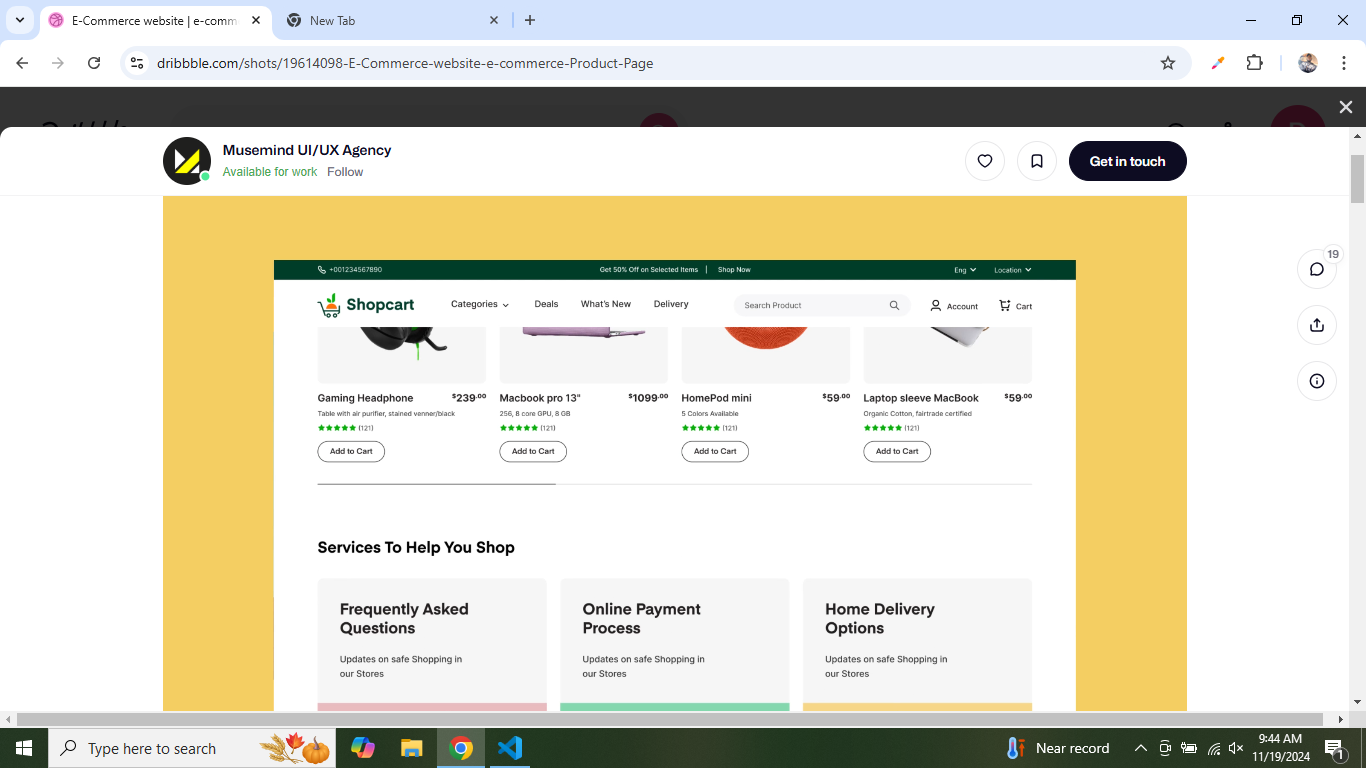 E-Commerce website | e-comm
New Tab
dribbble.com/shots/19614098-E-Commerce-website-e-commerce-Product-Page
Musemind UI/UX Agency
Available for work Follow
Get in touch
19
+001234567890
Get 50% Off on Selected Items | Shop Now
Eng
Location
Shopcart
Categories
Deals
What's New
Delivery
Search Product
Account
Cart
Gaming Headphone $239.00
Table with air purifier, stained venner/black
(121)
Add to Cart
Macbook pro 13" $1099.00
256, 8 core GPU, 8 GB
(121)
Add to Cart
HomePod mini $59.00
5 Colors Available
(121)
Add to Cart
Laptop sleeve MacBook $59.00
Organic Cotton, fairtrade certified
(121)
Add to Cart
Services To Help You Shop
Frequently Asked
Questions
Updates on safe Shopping in
our Stores
Online Payment
Process
Updates on safe Shopping in
our Stores
Home Delivery
Options
Updates on safe Shopping in
our Stores
Type here to search
Near record
9:44 AM
11/19/2024
1